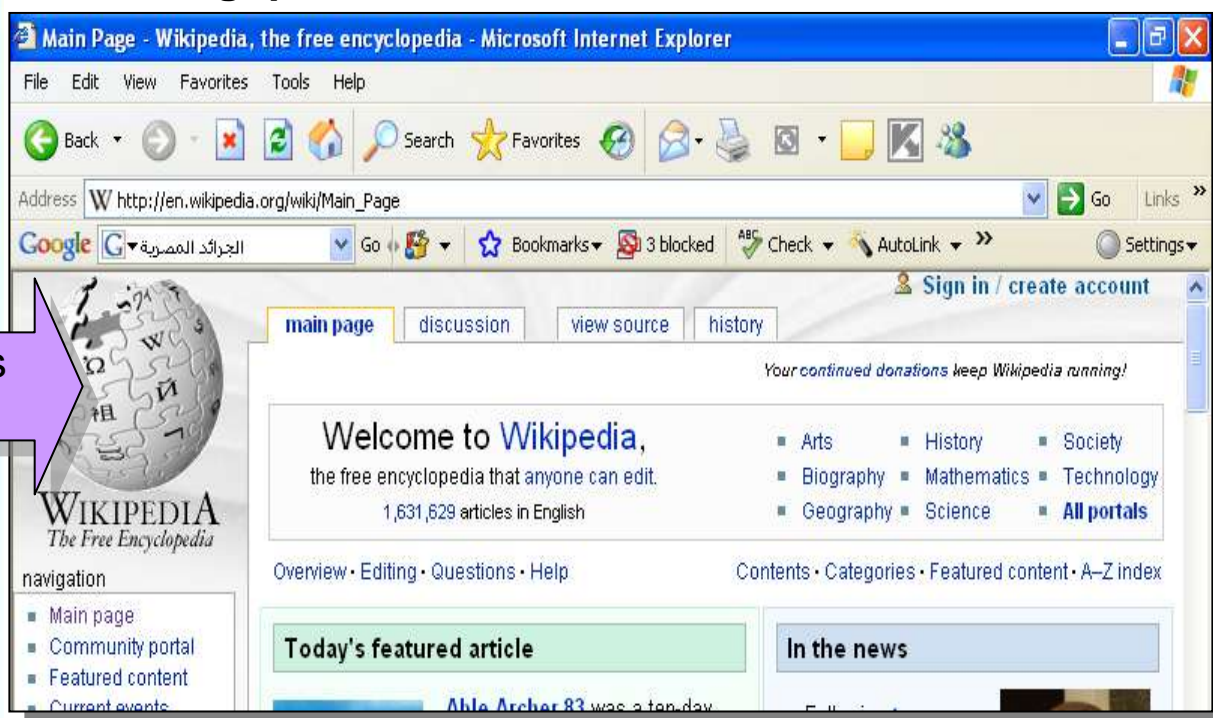 Main Page - Wikipedia, the free encyclopedia - Microsoft Internet Explorer
File Edit View Favorites Tools Help
Back Search Favorites
Address http://en.wikipedia.org/wiki/Main_Page Go Links »
Google الجرائد المصرية Go Bookmarks 3 blocked ABC Check AutoLink » Settings
Sign in / create account
main page discussion view source history
Your continued donations keep Wikipedia running!
Welcome to Wikipedia,
the free encyclopedia that anyone can edit.
1,631,629 articles in English
Arts History Society
Biography Mathematics Technology
Geography Science All portals
s
Ω W И 祖
WIKIPEDIA
The Free Encyclopedia
navigation
Main page
Community portal
Featured content
Current events
Overview · Editing · Questions · Help
Contents · Categories · Featured content · A–Z index
Today's featured article
Able Archer 83 was a ten-day
In the news